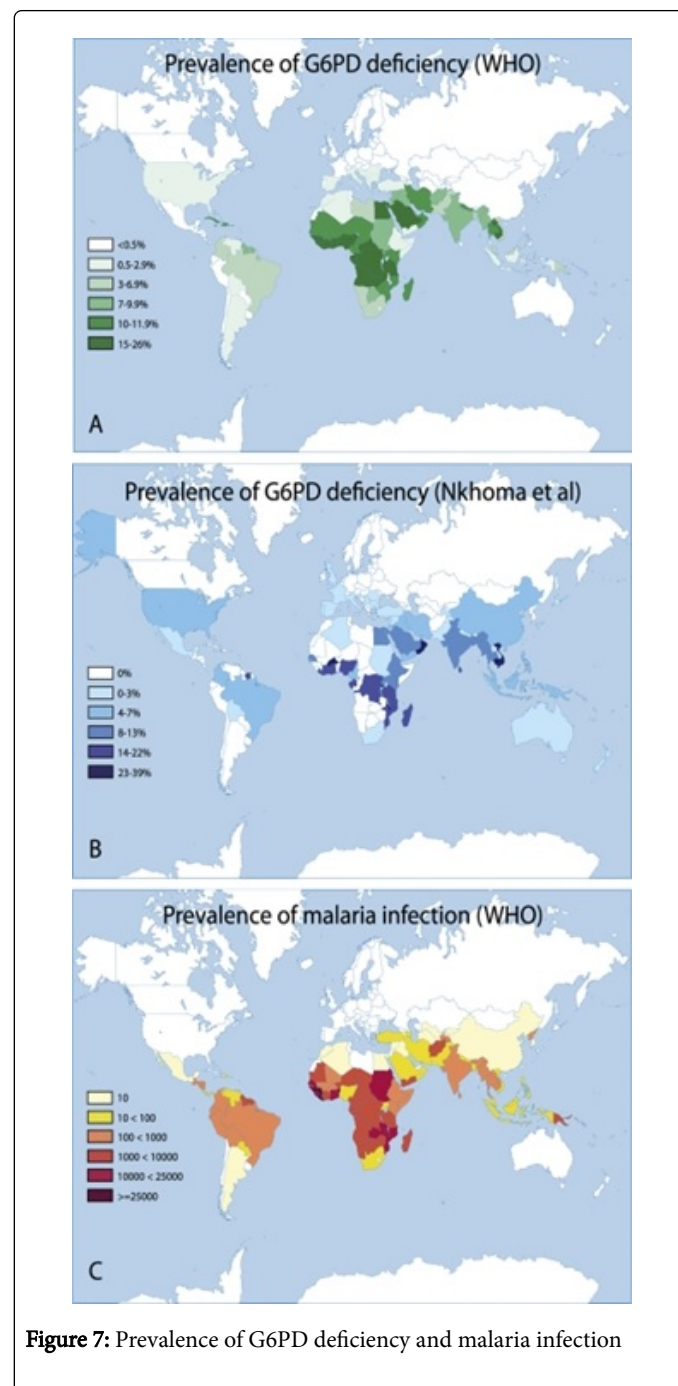 Prevalence of G6PD deficiency (WHO)
<0.5%
0.5-2.9%
3-6.9%
7-9.9%
10-11.9%
15-26%
A
Prevalence of G6PD deficiency (Nkhoma et al)
0%
0-3%
4-7%
8-13%
14-22%
23-39%
B
Prevalence of malaria infection (WHO)
10
10 < 100
100 < 1000
1000 < 10000
10000 < 25000
>=25000
C
Figure 7: Prevalence of G6PD deficiency and malaria infection